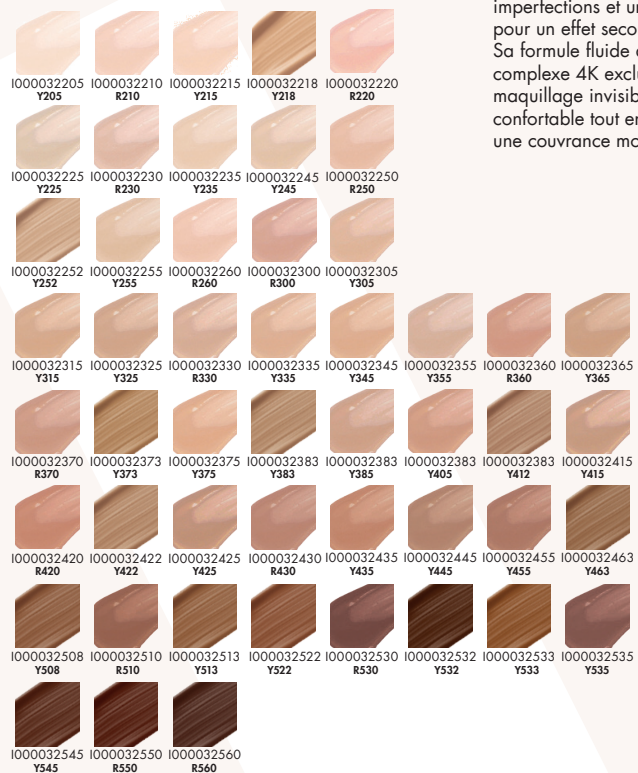 I000032205 I000032210 I000032215 I000032218 I000032220
Y205 R210 Y215 Y218 R220
I000032225 I000032230 I000032235 I000032245 I000032250
Y225 R230 Y235 Y245 R250
I000032252 I000032255 I000032260 I000032300 I000032305
Y252 Y255 R260 R300 Y305
I000032315 I000032325 I000032330 I000032335 I000032345 I000032355 I000032360 I000032365
Y315 Y325 R330 Y335 Y345 Y355 R360 Y365
I000032370 I000032373 I000032375 I000032383 I000032383 I000032383 I000032383 I000032415
R370 Y373 Y375 Y383 Y385 Y405 Y412 Y415
I000032420 I000032422 I000032425 I000032430 I000032435 I000032445 I000032455 I000032463
R420 Y422 Y425 R430 Y435 Y445 Y455 Y463
I000032508 I000032510 I000032513 I000032522 I000032530 I000032532 I000032533 I000032535
Y508 R510 Y513 Y522 R530 Y532 Y533 Y535
I000032545 I000032550 I000032560
Y545 R550 R560
imperfections et
pour un effet
Sa formule fluide
complexe 4K
maquillage
confortable tout
une couvrance